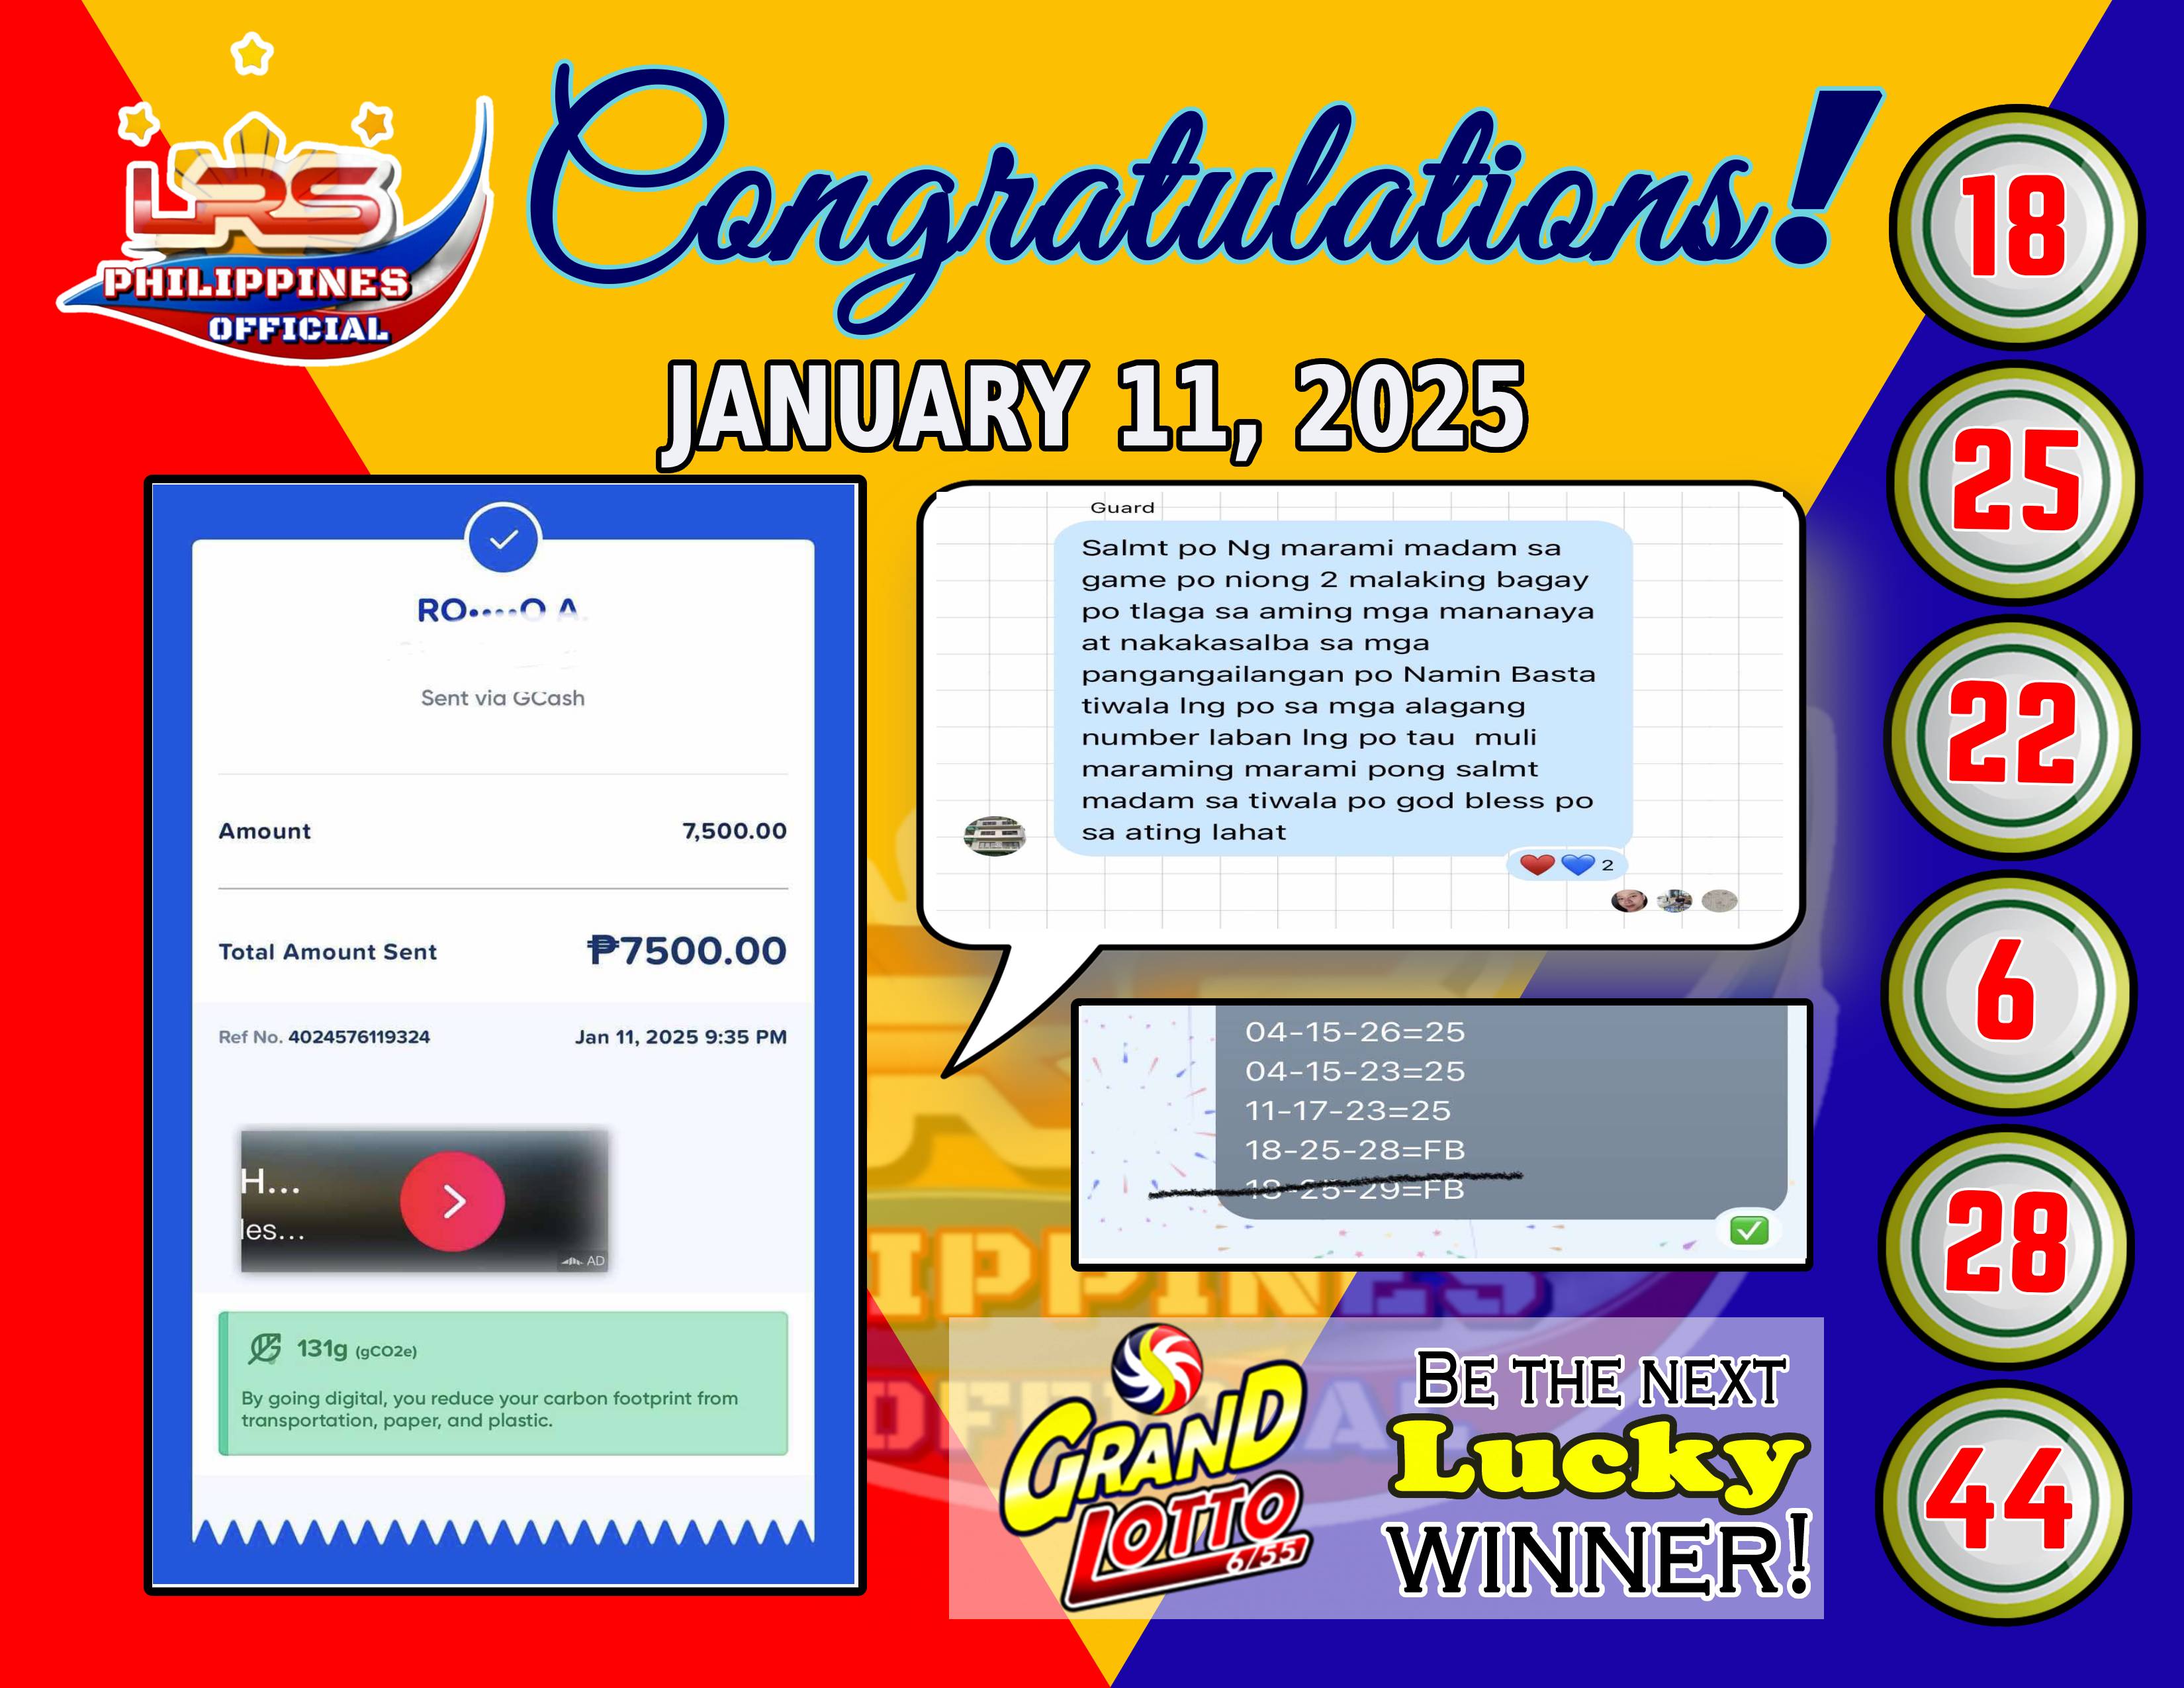 LRS
PHILIPPINES
OFFICIAL
Congratulations!
JANUARY 11, 2025
RO••••O A.
Sent via GCash
Amount 7,500.00
Total Amount Sent ₱7500.00
Ref No. 4024576119324 Jan 11, 2025 9:35 PM
H...
les...
AD
131g (gCO2e)
By going digital, you reduce your carbon footprint from
transportation, paper, and plastic.
Guard
Salmt po Ng marami madam sa
game po niong 2 malaking bagay
po tlaga sa aming mga mananaya
at nakakasalba sa mga
pangangailangan po Namin Basta
tiwala lng po sa mga alagang
number laban lng po tau muli
maraming marami pong salmt
madam sa tiwala po god bless po
sa ating lahat
2
04-15-26=25
04-15-23=25
11-17-23=25
18-25-28=FB
18-25-29=FB
GRAND
LOTTO
6/55
BE THE NEXT
Lucky
WINNER!
18
25
22
6
28
44